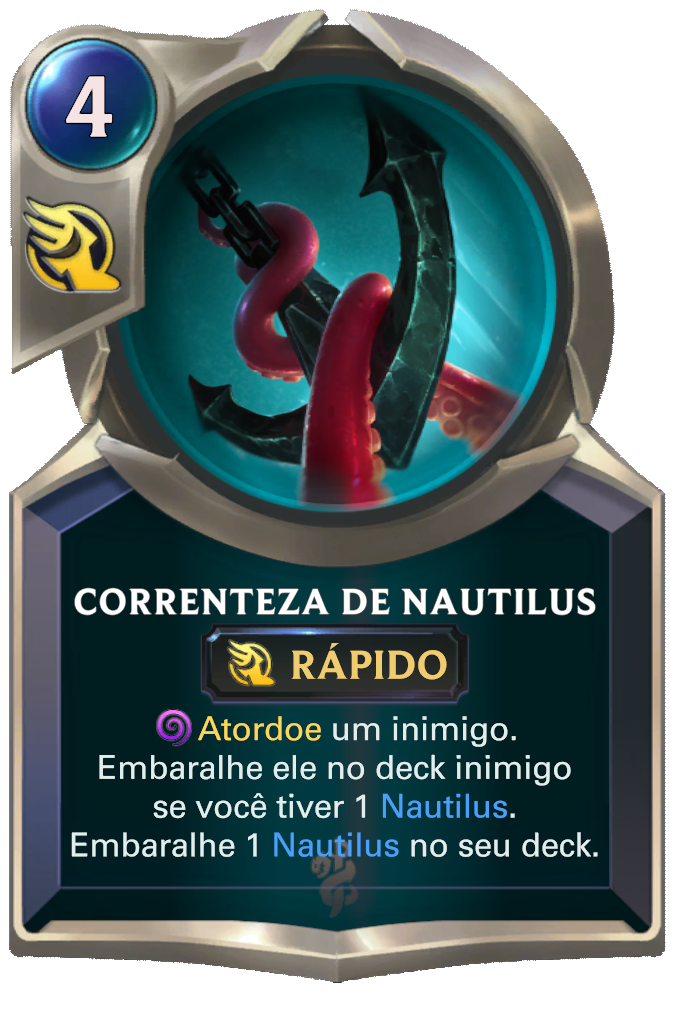 4
CORRENTEZA DE NAUTILUS
RÁPIDO
Atordoe um inimigo.
Embaralhe ele no deck inimigo
se você tiver 1 Nautilus.
Embaralhe 1 Nautilus no seu deck.